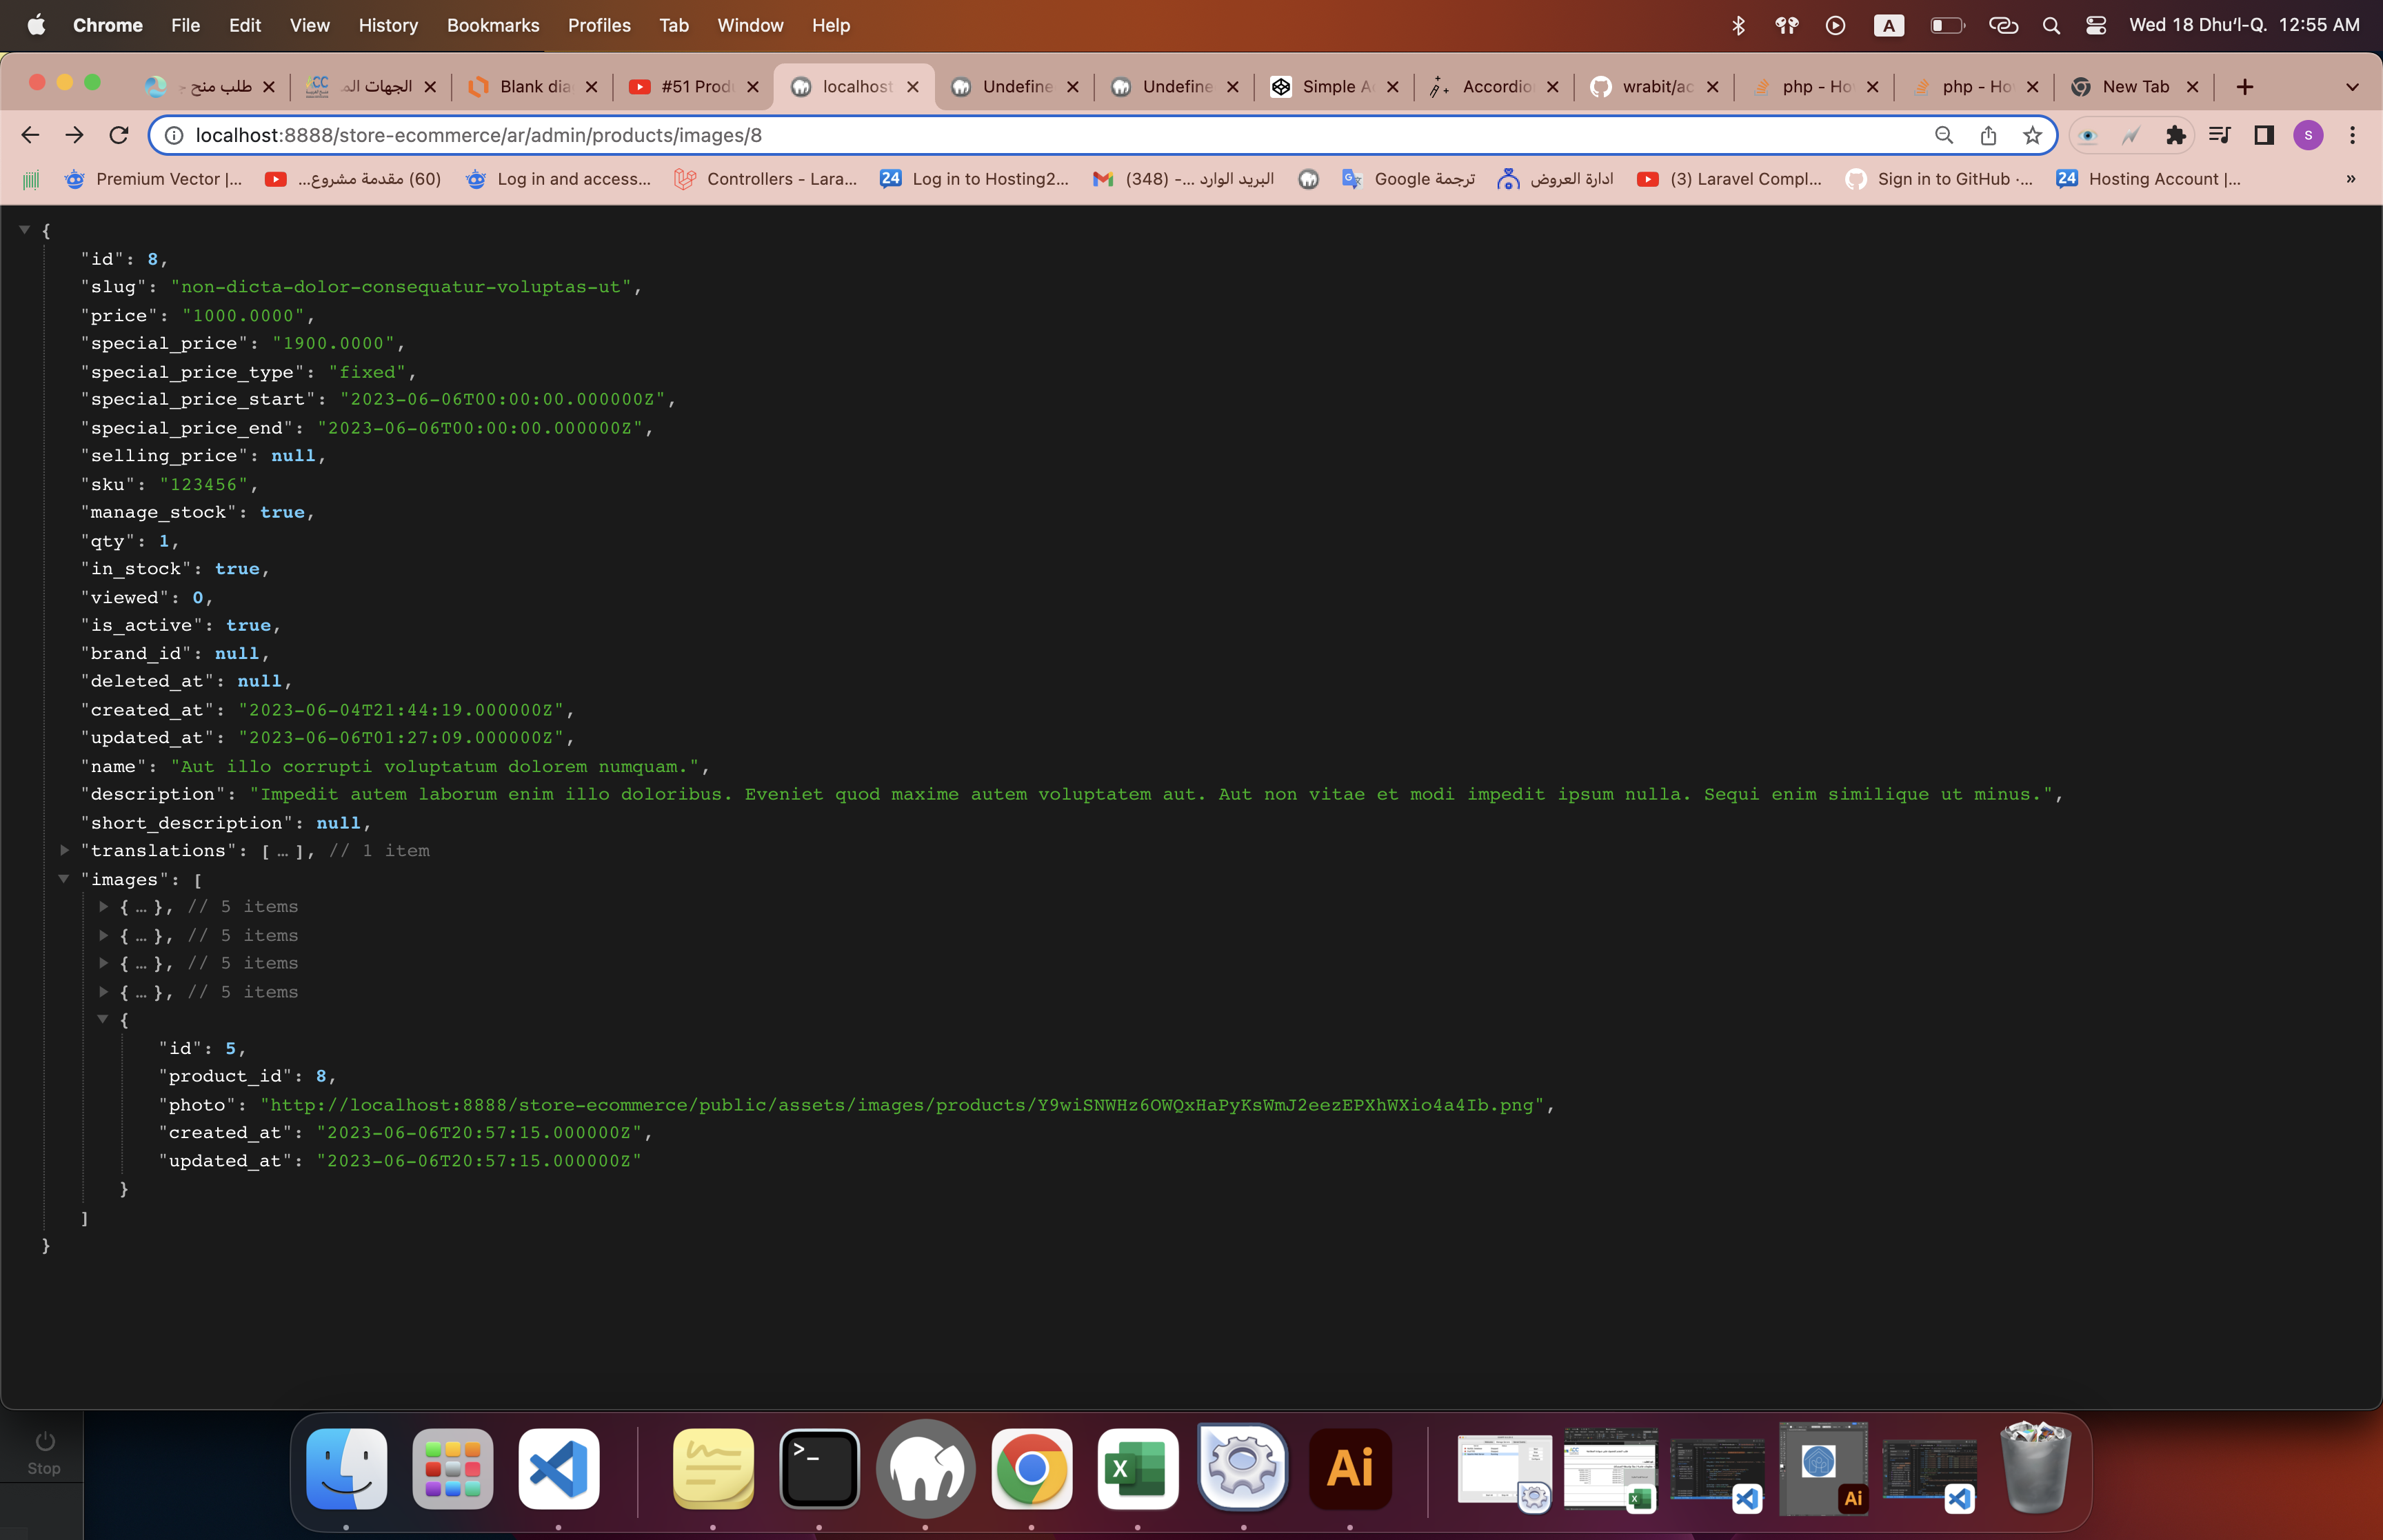 Chrome File Edit View History Bookmarks Profiles Tab Window Help A Wed 18 Dhuʻl-Q. 12:55 AM
طلب منح الجهات الم Blank dia #51 Prod localhost Undefine Undefine Simple A Accordio wrabit/ac php - Ho php - Ho New Tab
localhost:8888/store-ecommerce/ar/admin/products/images/8 s
Premium Vector |... (60) مقدمة مشروع... Log in and access... Controllers - Lara... 24 Log in to Hosting2... البريد الوارد -... (348) ترجمة Google ادارة العروض (3) Laravel Compl... Sign in to GitHub ·... 24 Hosting Account |... »
{
"id": 8,
"slug": "non-dicta-dolor-consequatur-voluptas-ut",
"price": "1000.0000",
"special_price": "1900.0000",
"special_price_type": "fixed",
"special_price_start": "2023-06-06T00:00:00.000000Z",
"special_price_end": "2023-06-06T00:00:00.000000Z",
"selling_price": null,
"sku": "123456",
"manage_stock": true,
"qty": 1,
"in_stock": true,
"viewed": 0,
"is_active": true,
"brand_id": null,
"deleted_at": null,
"created_at": "2023-06-04T21:44:19.000000Z",
"updated_at": "2023-06-06T01:27:09.000000Z",
"name": "Aut illo corrupti voluptatum dolorem numquam.",
"description": "Impedit autem laborum enim illo doloribus. Eveniet quod maxime autem voluptatem aut. Aut non vitae et modi impedit ipsum nulla. Sequi enim similique ut minus.",
"short_description": null,
"translations": [ … ], // 1 item
"images": [
{ … }, // 5 items
{ … }, // 5 items
{ … }, // 5 items
{ … }, // 5 items
{
"id": 5,
"product_id": 8,
"photo": "http://localhost:8888/store-ecommerce/public/assets/images/products/Y9wiSNWHz6OWQxHaPyKsWmJ2eezEPXhWXio4a4Ib.png",
"created_at": "2023-06-06T20:57:15.000000Z",
"updated_at": "2023-06-06T20:57:15.000000Z"
}
]
}
Stop
>_ X Ai X Ai